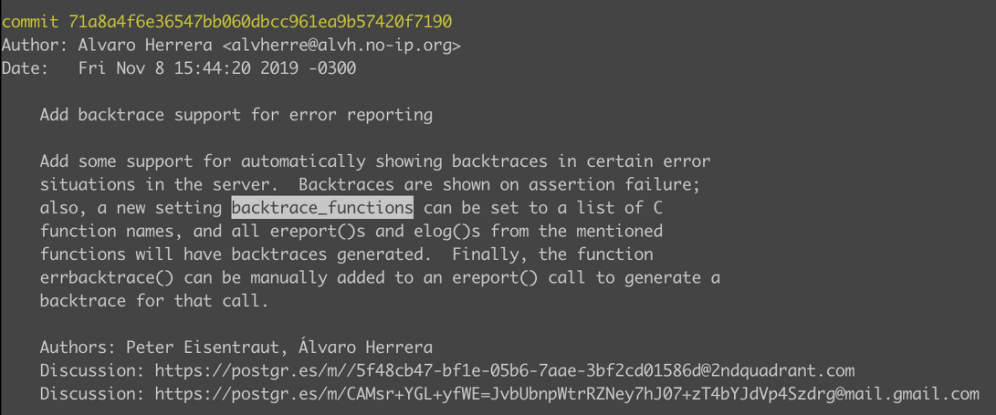 commit 71a8a4f6e36547bb060dbcc961ea9b57420f7190
Author: Alvaro Herrera <alvherre@alvh.no-ip.org>
Date:   Fri Nov 8 15:44:20 2019 -0300
Add backtrace support for error reporting
Add some support for automatically showing backtraces in certain error
situations in the server.  Backtraces are shown on assertion failure;
also, a new setting backtrace_functions can be set to a list of C
function names, and all ereport()s and elog()s from the mentioned
functions will have backtraces generated.  Finally, the function
errbacktrace() can be manually added to an ereport() call to generate a
backtrace for that call.
Authors: Peter Eisentraut, Álvaro Herrera
Discussion: https://postgr.es/m//5f48cb47-bf1e-05b6-7aae-3bf2cd01586d@2ndquadrant.com
Discussion: https://postgr.es/m/CAMsr+YGL+yfWE=JvbUbnpWtrRZNey7hJ07+zT4bYJdVp4Szdrg@mail.gmail.com